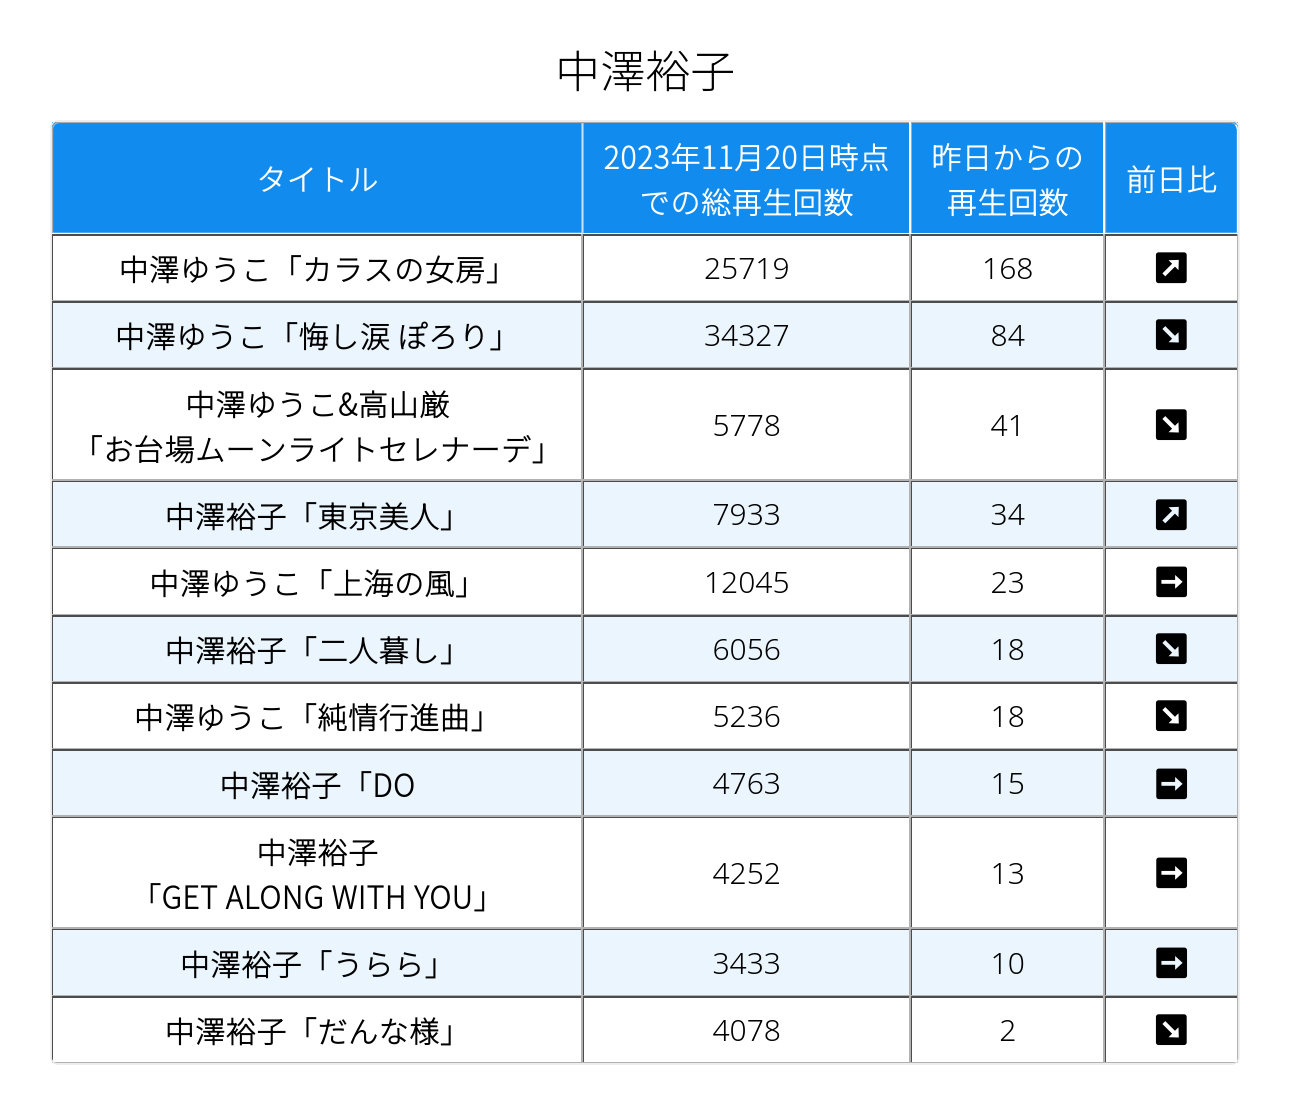 中澤裕子
タイトル
2023年11月20日時点
での総再生回数
昨日からの
再生回数
前日比
中澤ゆうこ「カラスの女房」 25719 168 ↗
中澤ゆうこ「悔し涙 ぽろり」 34327 84 ↘
中澤ゆうこ&高山厳
「お台場ムーンライトセレナーデ」 5778 41 ↘
中澤裕子「東京美人」 7933 34 ↗
中澤ゆうこ「上海の風」 12045 23 →
中澤裕子「二人暮し」 6056 18 ↘
中澤ゆうこ「純情行進曲」 5236 18 ↘
中澤裕子「DO 4763 15 →
中澤裕子
「GET ALONG WITH YOU」 4252 13 →
中澤裕子「うらら」 3433 10 →
中澤裕子「だんな様」 4078 2 ↘